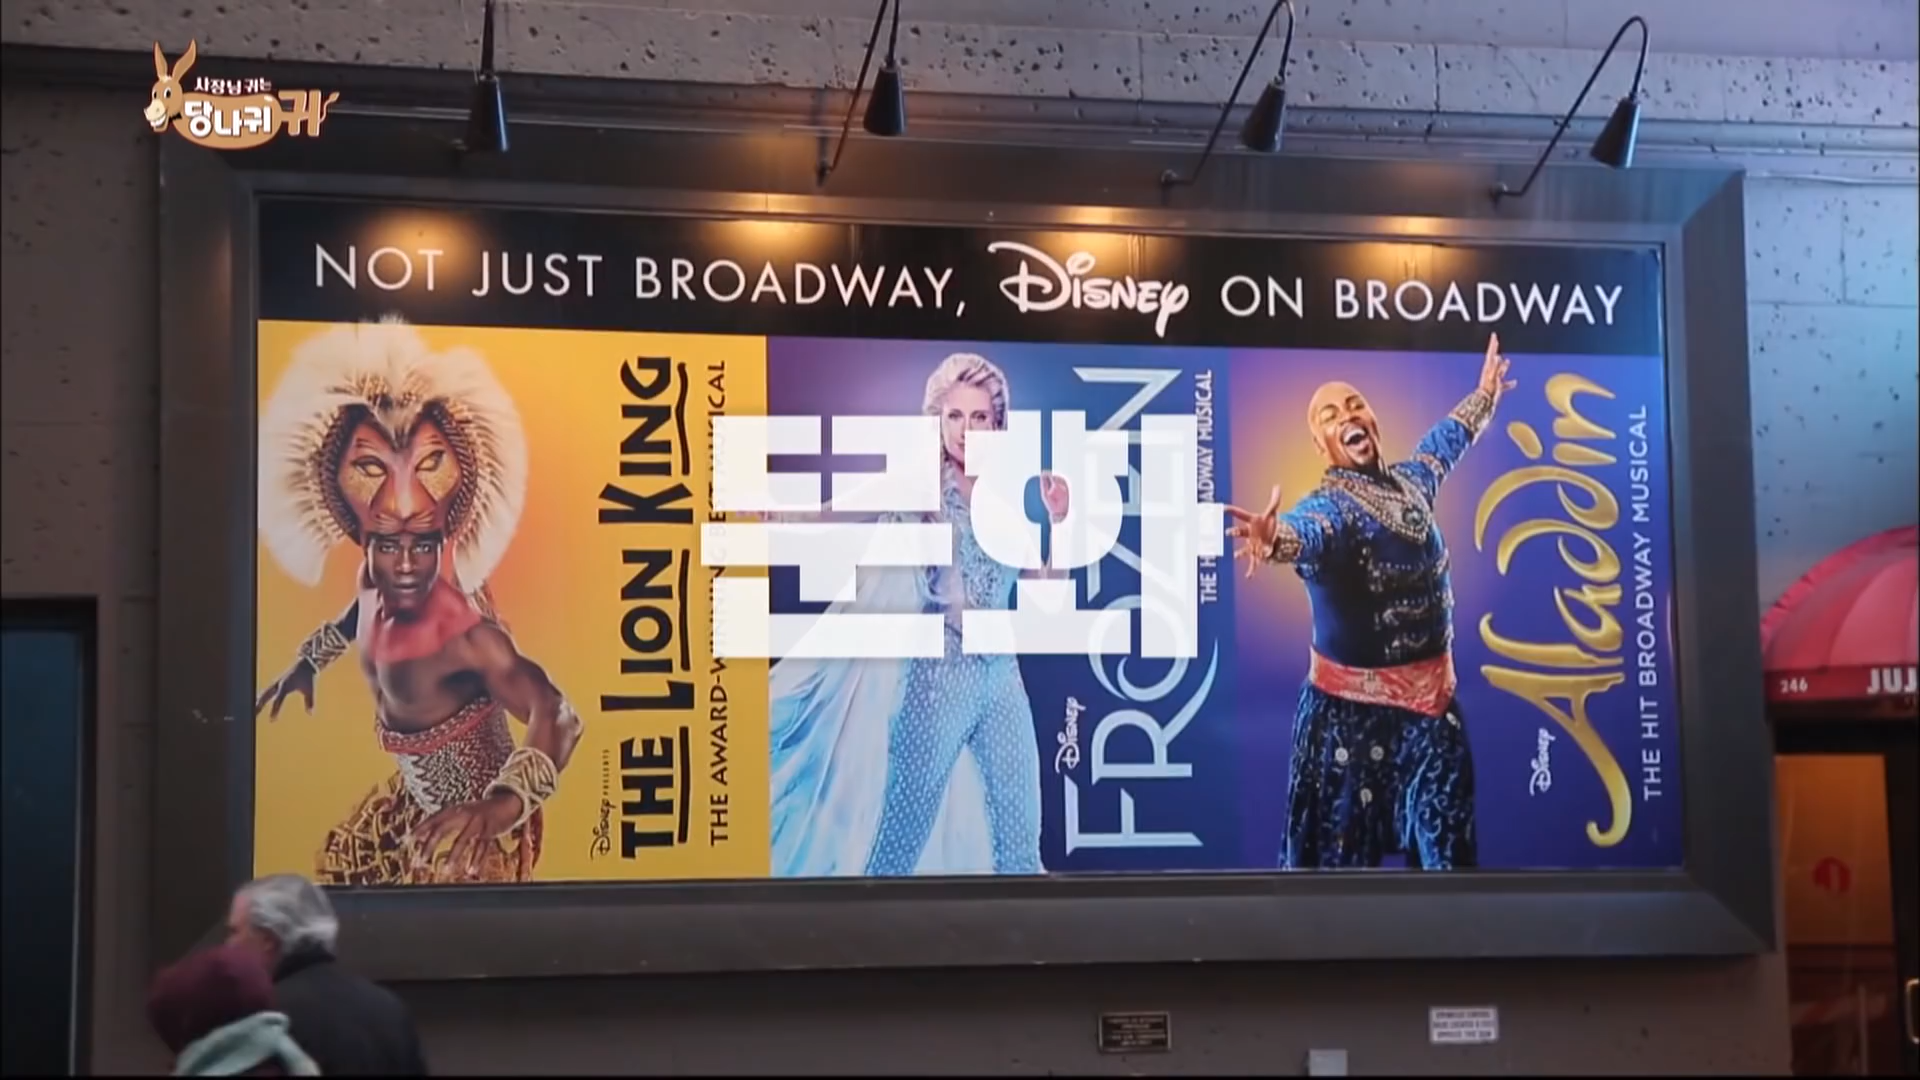 사장님 귀는
당나귀 귀
NOT JUST BROADWAY, DISNEY ON BROADWAY
DISNEY PRESENTS
THE LION KING
THE AWARD-WINNING BEST MUSICAL
문화
DISNEY
FROZEN
THE HIT BROADWAY MUSICAL
DISNEY
Aladdin
THE HIT BROADWAY MUSICAL
246
JUJ